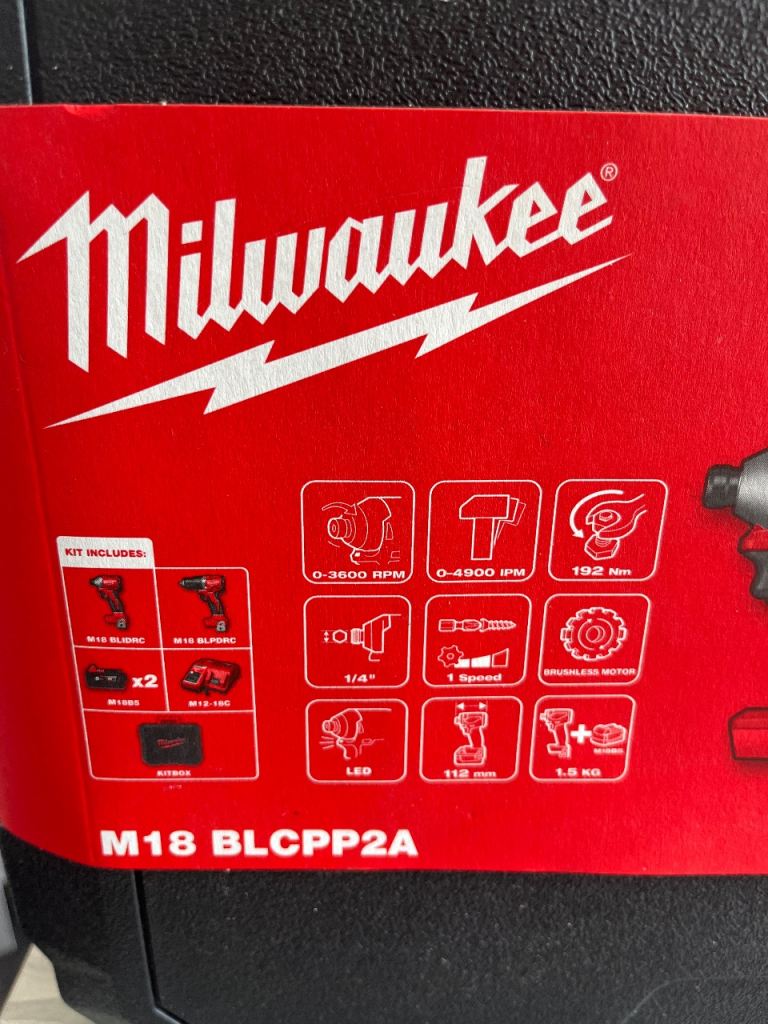 Milwaukee®
KIT INCLUDES:
M18 BLIDRC M18 BLPDRC
x2
M18B5 M12-18C
KITBOX
0-3600 RPM 0-4900 IPM 192 Nm
1/4" 1 Speed BRUSHLESS MOTOR
LED 112 mm 1.5 KG
M18 BLCPP2A